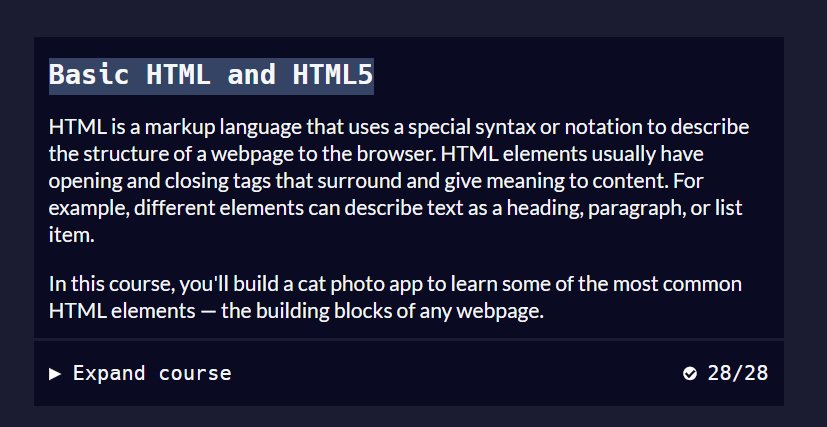 Basic HTML and HTML5
HTML is a markup language that uses a special syntax or notation to describe
the structure of a webpage to the browser. HTML elements usually have
opening and closing tags that surround and give meaning to content. For
example, different elements can describe text as a heading, paragraph, or list
item.
In this course, you'll build a cat photo app to learn some of the most common
HTML elements — the building blocks of any webpage.
▶ Expand course 28/28